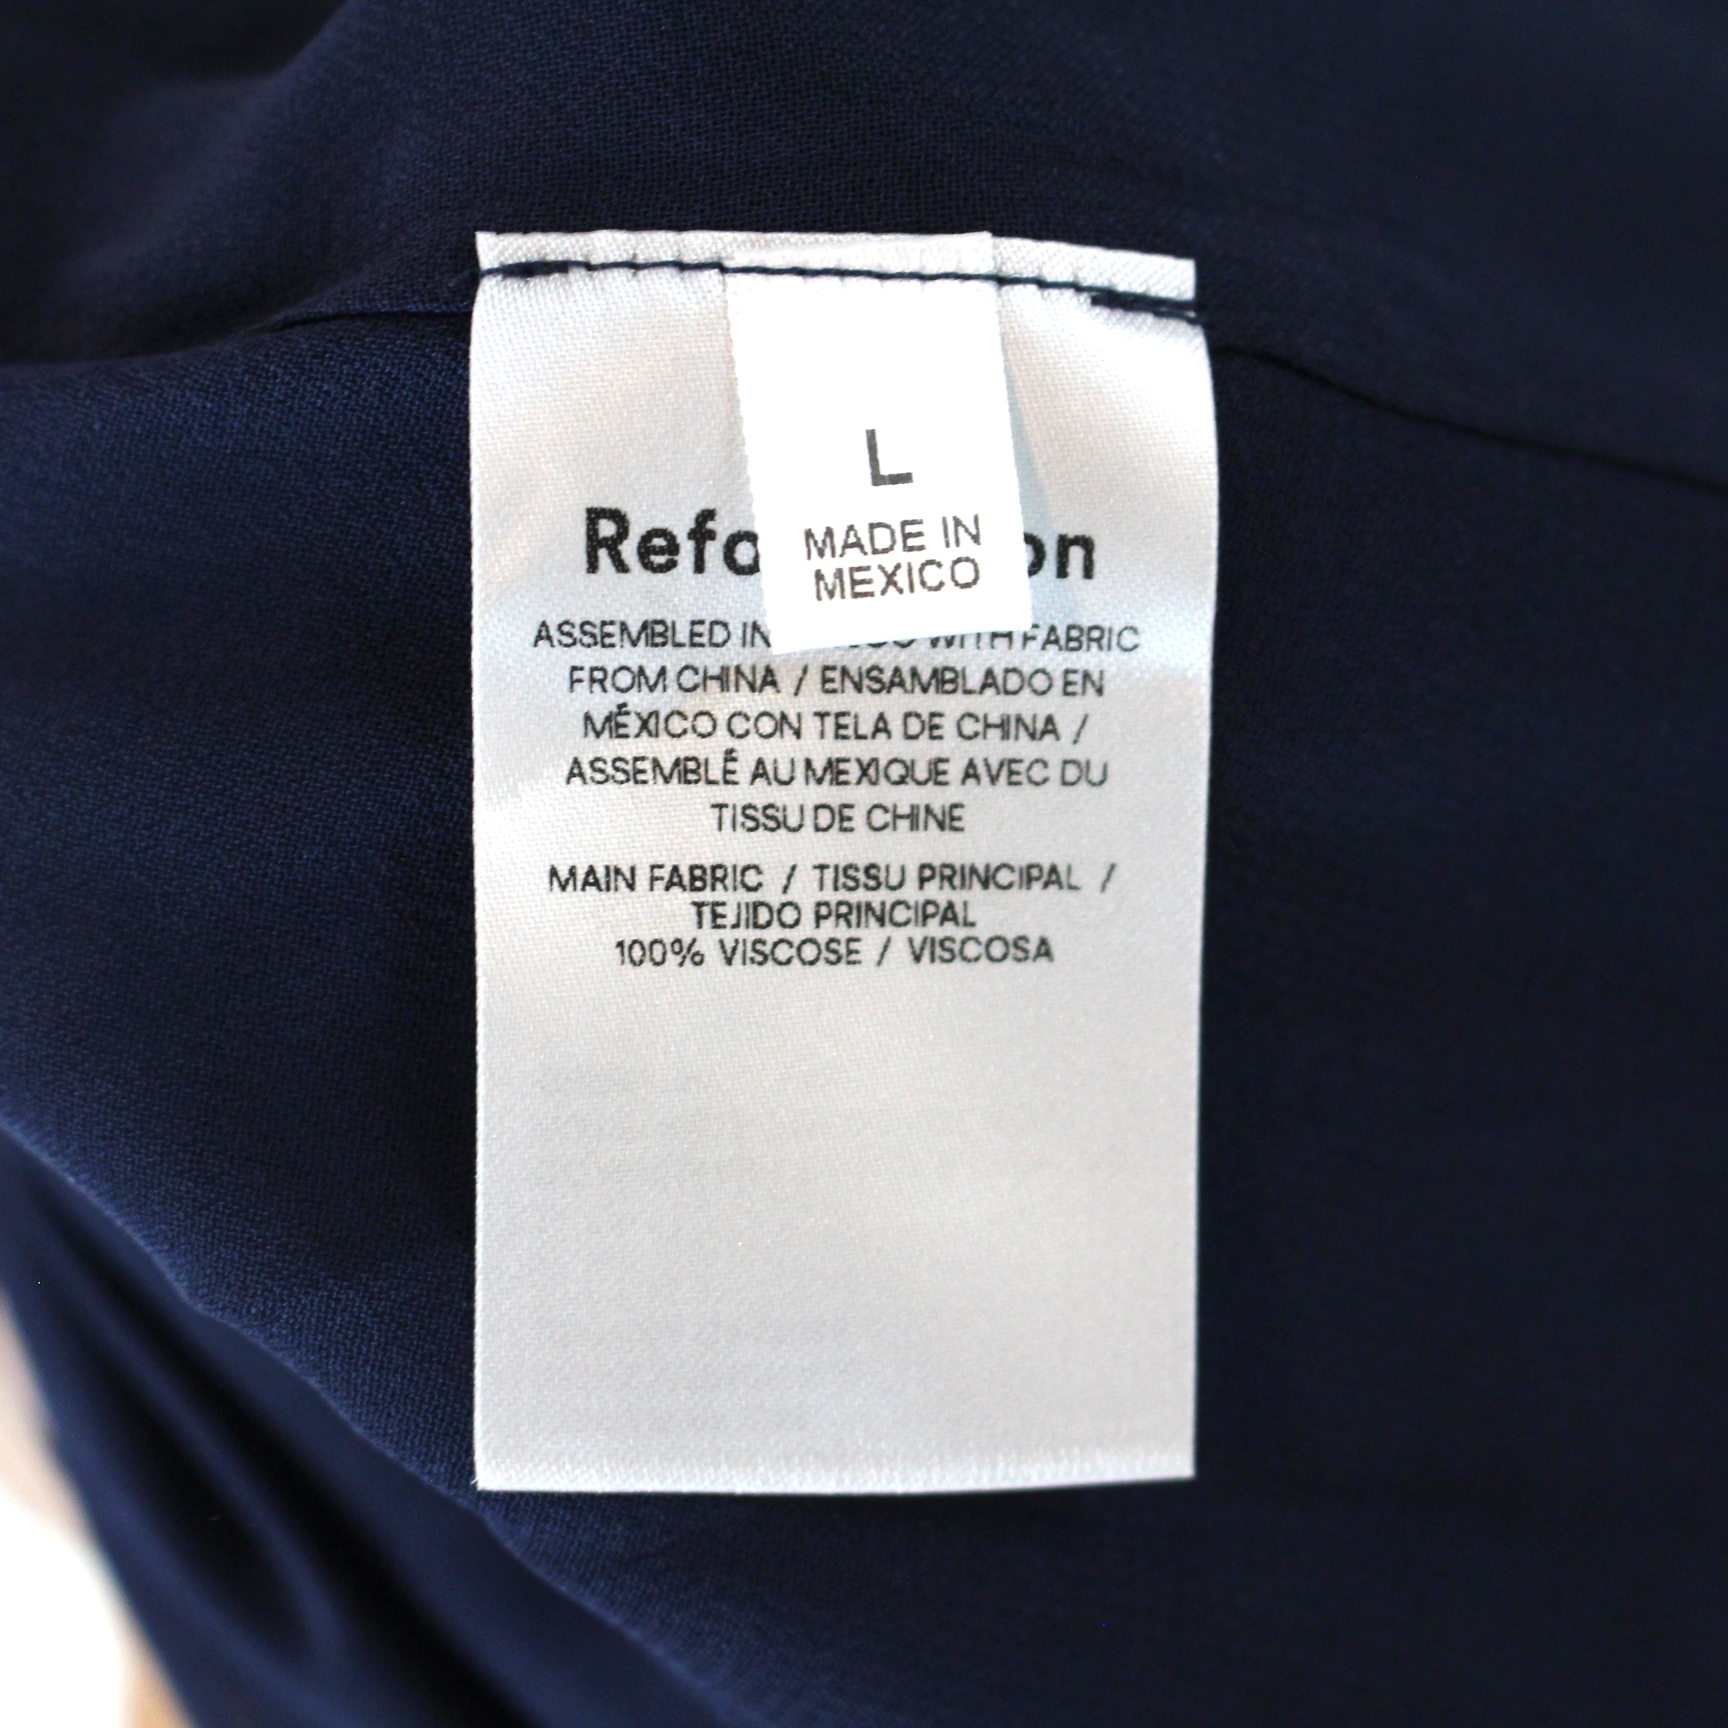 L
MADE IN
MEXICO
Refo on
ASSEMBLED IN WITH FABRIC
FROM CHINA / ENSAMBLADO EN
MÉXICO CON TELA DE CHINA /
ASSEMBLÉ AU MEXIQUE AVEC DU
TISSU DE CHINE
MAIN FABRIC / TISSU PRINCIPAL /
TEJIDO PRINCIPAL
100% VISCOSE / VISCOSA